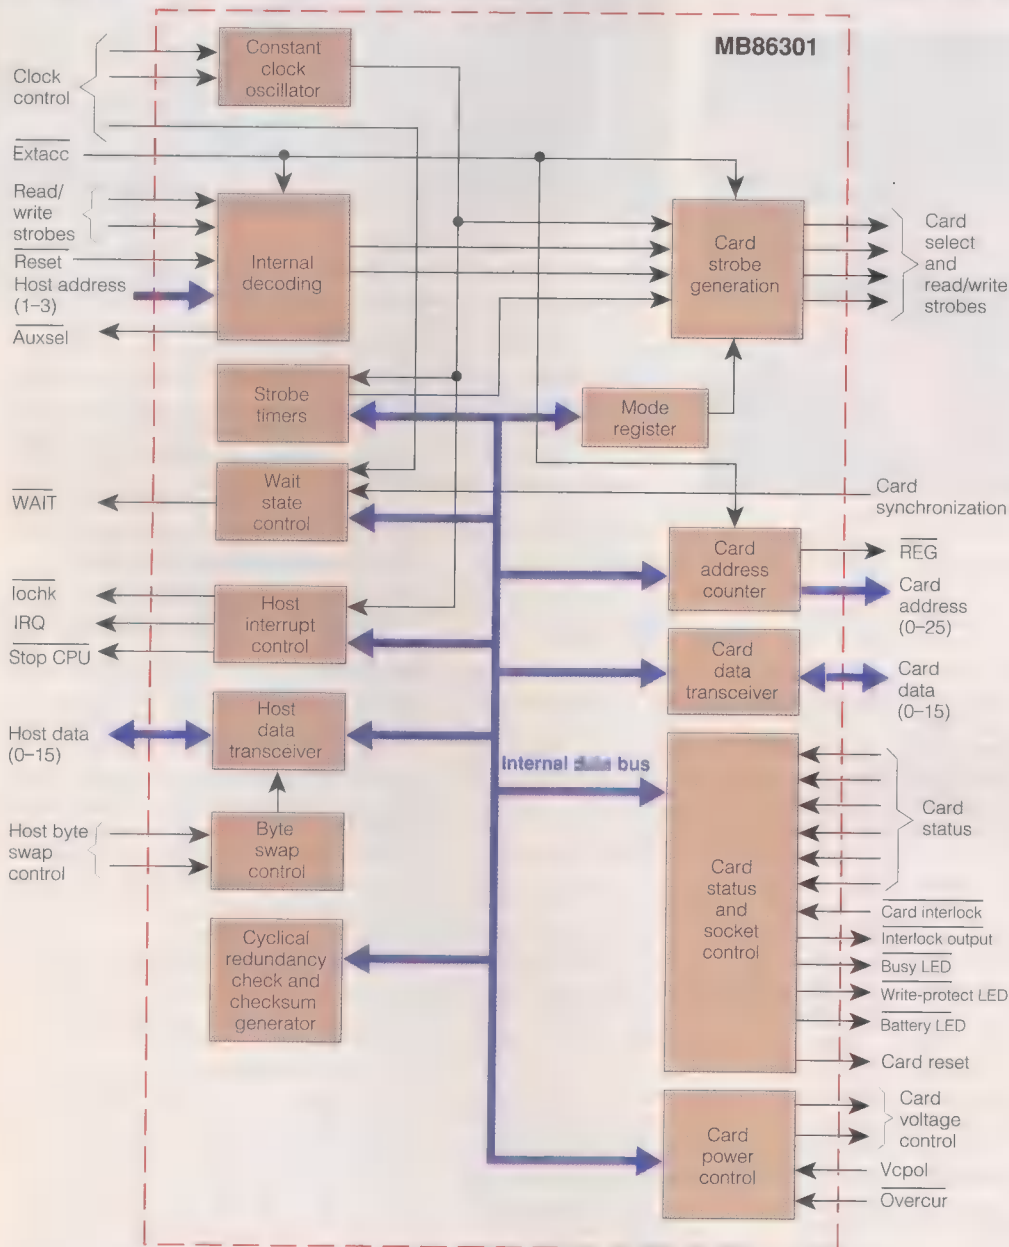 MB86301
Clock
control
Constant
clock
oscillator
Extacc
Read/
write
strobes
Reset
Host address
(1–3)
Auxsel
Internal
decoding
Card
strobe
generation
Card
select
and
read/write
strobes
Strobe
timers
Mode
register
WAIT
Wait
state
control
Card
synchronization
Iochk
IRQ
Stop CPU
Host
interrupt
control
Card
address
counter
REG
Card
address
(0–25)
Card
data
transceiver
Card
data
(0–15)
Host data
(0–15)
Host
data
transceiver
Internal bus
Host byte
swap
control
Byte
swap
control
Cyclical
redundancy
check and
checksum
generator
Card
status
and
socket
control
Card
status
Card interlock
Interlock output
Busy LED
Write-protect LED
Battery LED
Card reset
Card
power
control
Card
voltage
control
Vcpol
Overcur